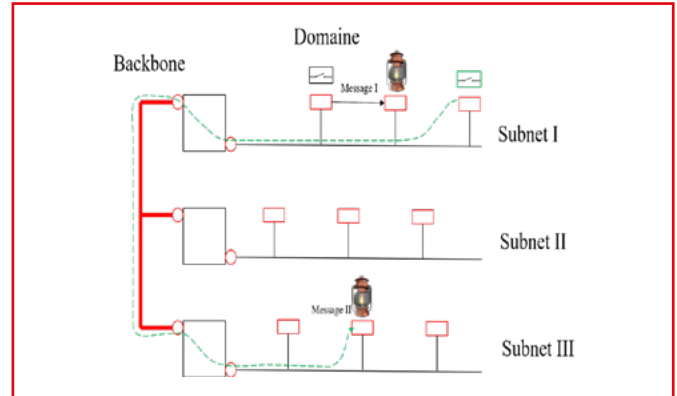 Domaine
Backbone
Message I
Subnet I
Subnet II
Message II
Subnet III